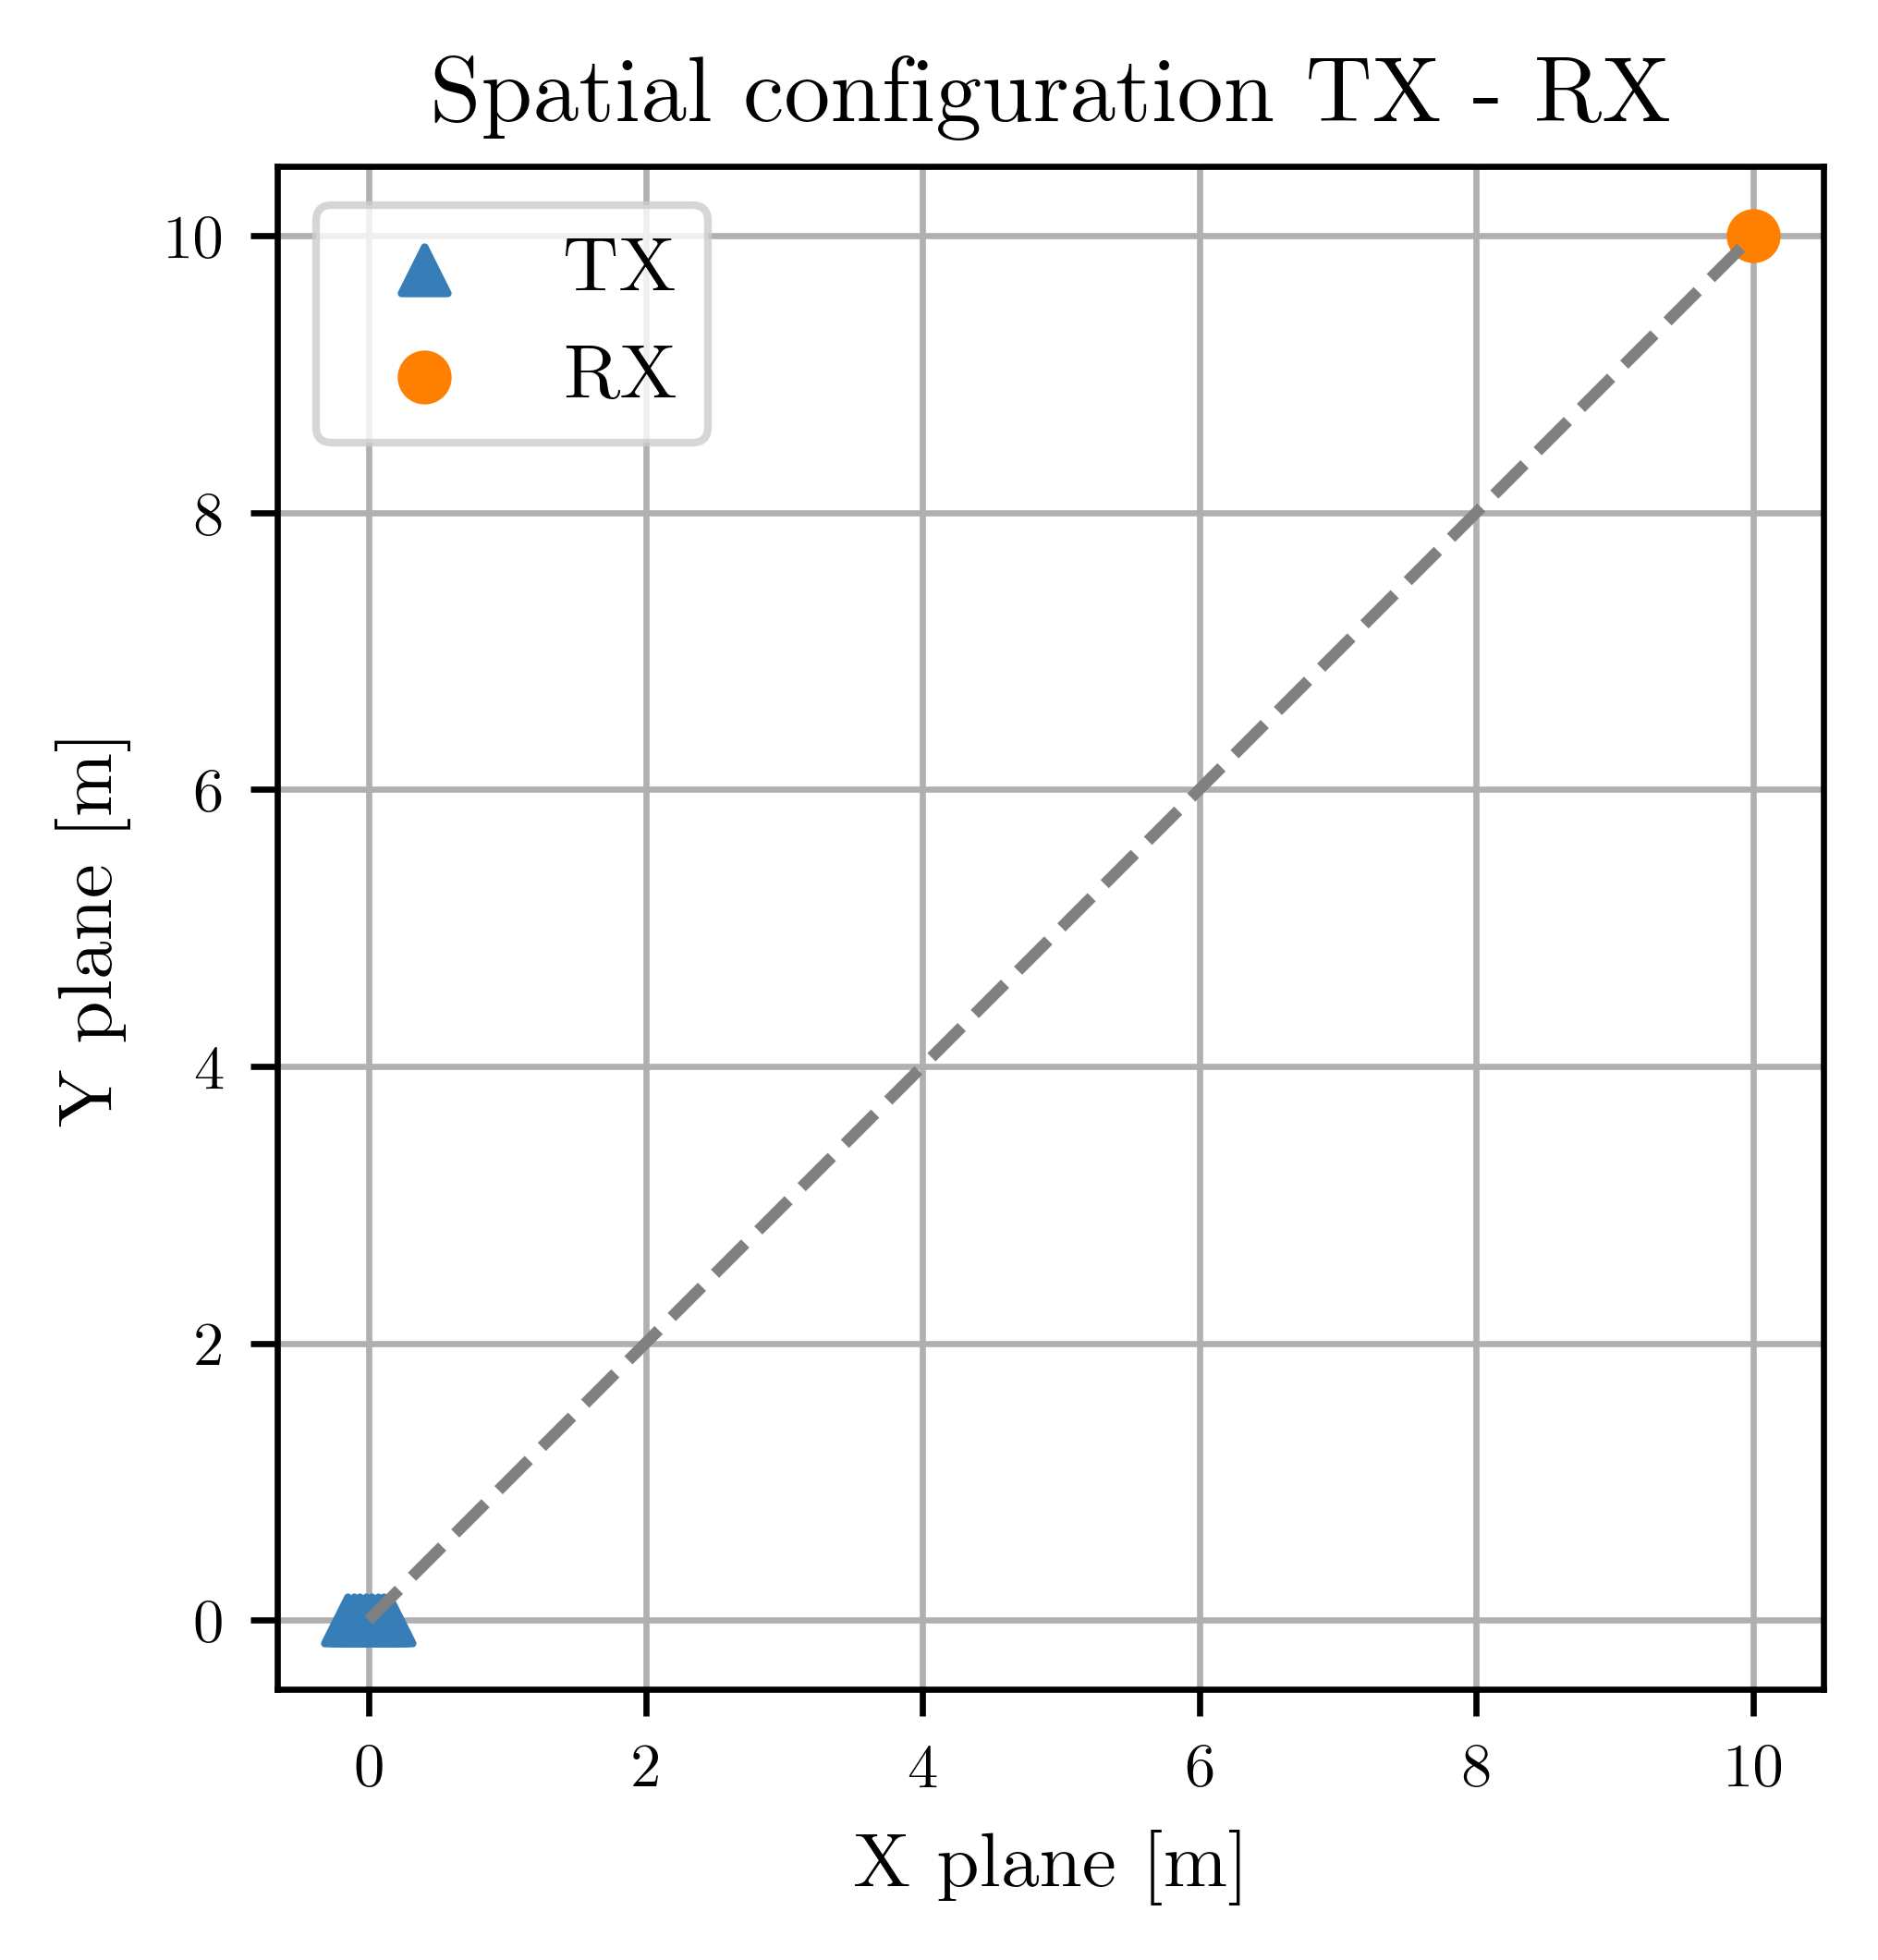 Spatial configuration TX - RX
TX
RX
10
8
6
4
2
0
Y plane [m]
0 2 4 6 8 10
X plane [m]